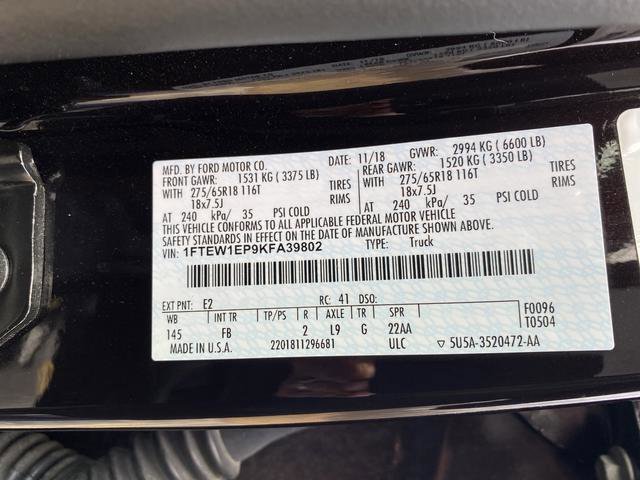 MFD. BY FORD MOTOR CO. DATE: 11/18 GVWR: 2994 KG ( 6600 LB)
FRONT GAWR: 1531 KG ( 3375 LB) REAR GAWR: 1520 KG ( 3350 LB)
WITH 275/65R18 116T TIRES WITH 275/65R18 116T TIRES
18x7.5J RIMS 18x7.5J RIMS
AT 240 kPa/ 35 PSI COLD AT 240 kPa/ 35 PSI COLD
THIS VEHICLE CONFORMS TO ALL APPLICABLE FEDERAL MOTOR VEHICLE
SAFETY AND THEFT PREVENTION STANDARDS IN EFFECT ON THE DATE OF
VIN: 1FTEW1EP9KFA39802 TYPE: Truck
EXT PNT: E2 RC: 41 DSO:
WB INT TR TP/PS R AXLE TR SPR F0096
145 FB 2 L9 G 22AA T0504
MADE IN U.S.A. 2201811296681 ULC ▽ 5U5A-3520472-AA